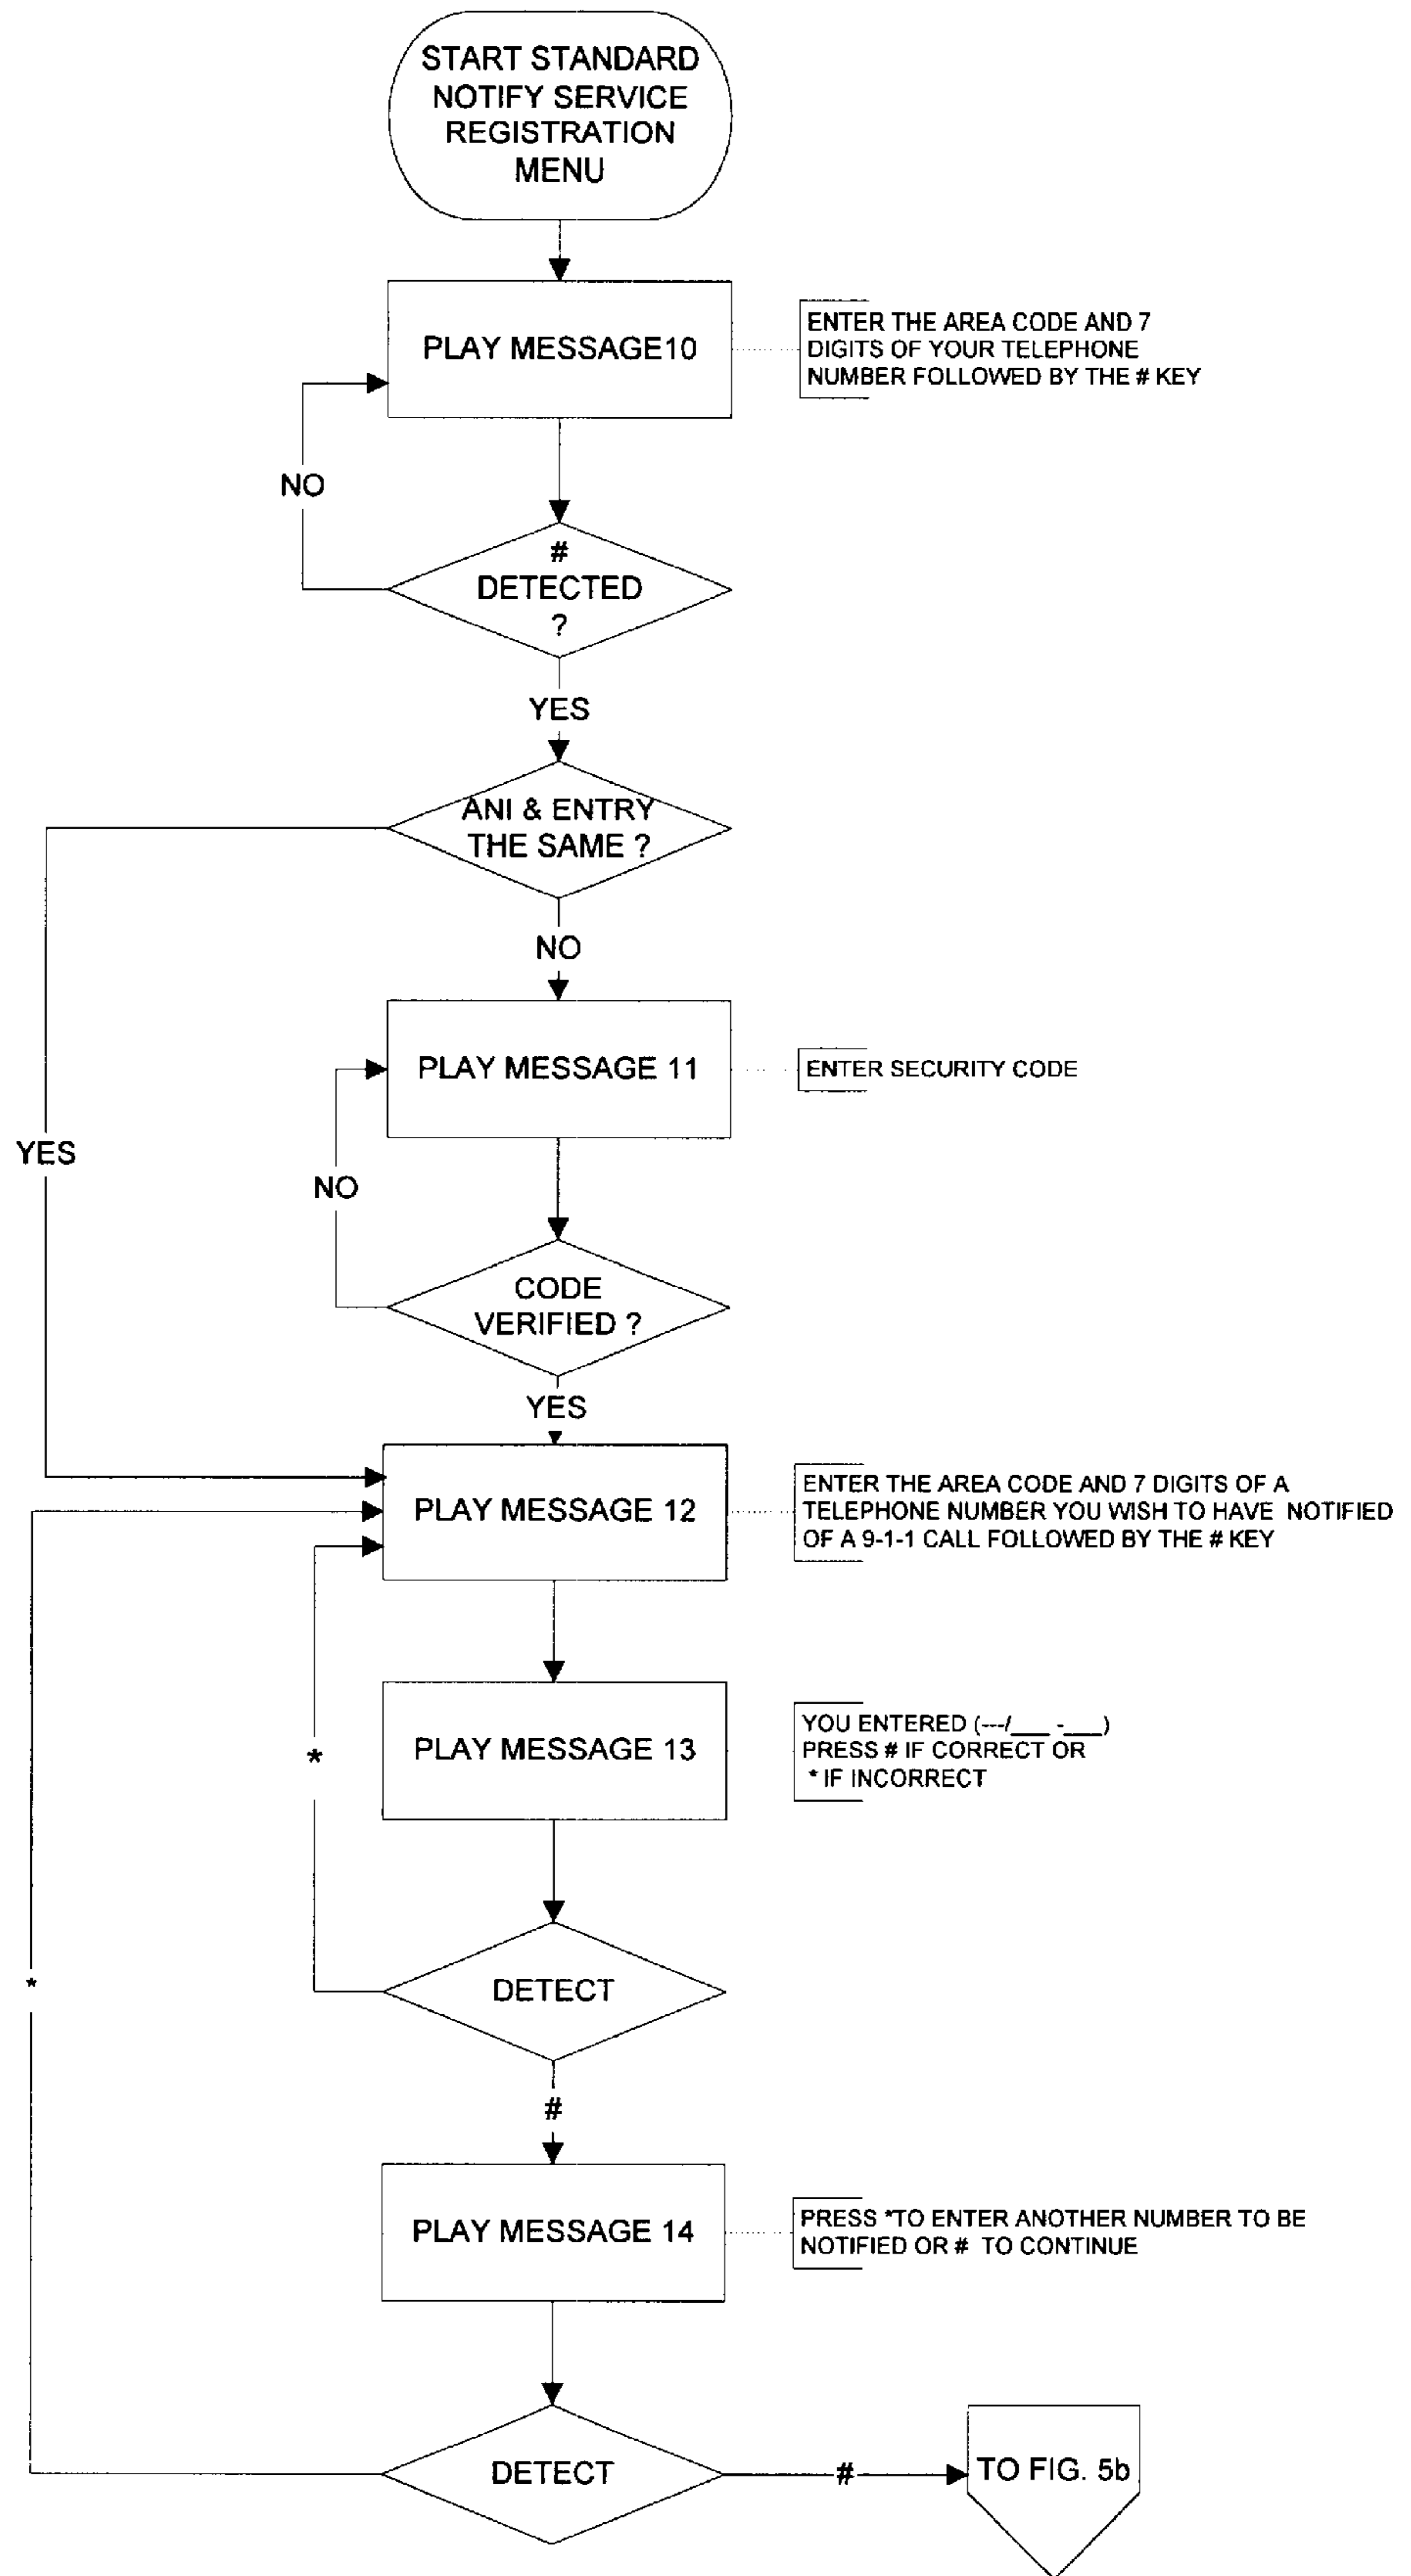 START STANDARD
NOTIFY SERVICE
REGISTRATION
MENU
PLAY MESSAGE10
ENTER THE AREA CODE AND 7
DIGITS OF YOUR TELEPHONE
NUMBER FOLLOWED BY THE # KEY
NO
#
DETECTED
?
YES
ANI & ENTRY
THE SAME ?
NO
PLAY MESSAGE 11
ENTER SECURITY CODE
YES
NO
CODE
VERIFIED ?
YES
PLAY MESSAGE 12
ENTER THE AREA CODE AND 7 DIGITS OF A
TELEPHONE NUMBER YOU WISH TO HAVE NOTIFIED
OF A 9-1-1 CALL FOLLOWED BY THE # KEY
PLAY MESSAGE 13
YOU ENTERED (---/___ -___)
PRESS # IF CORRECT OR
* IF INCORRECT
*
*
DETECT
#
PLAY MESSAGE 14
PRESS *TO ENTER ANOTHER NUMBER TO BE
NOTIFIED OR # TO CONTINUE
DETECT
#
TO FIG. 5b